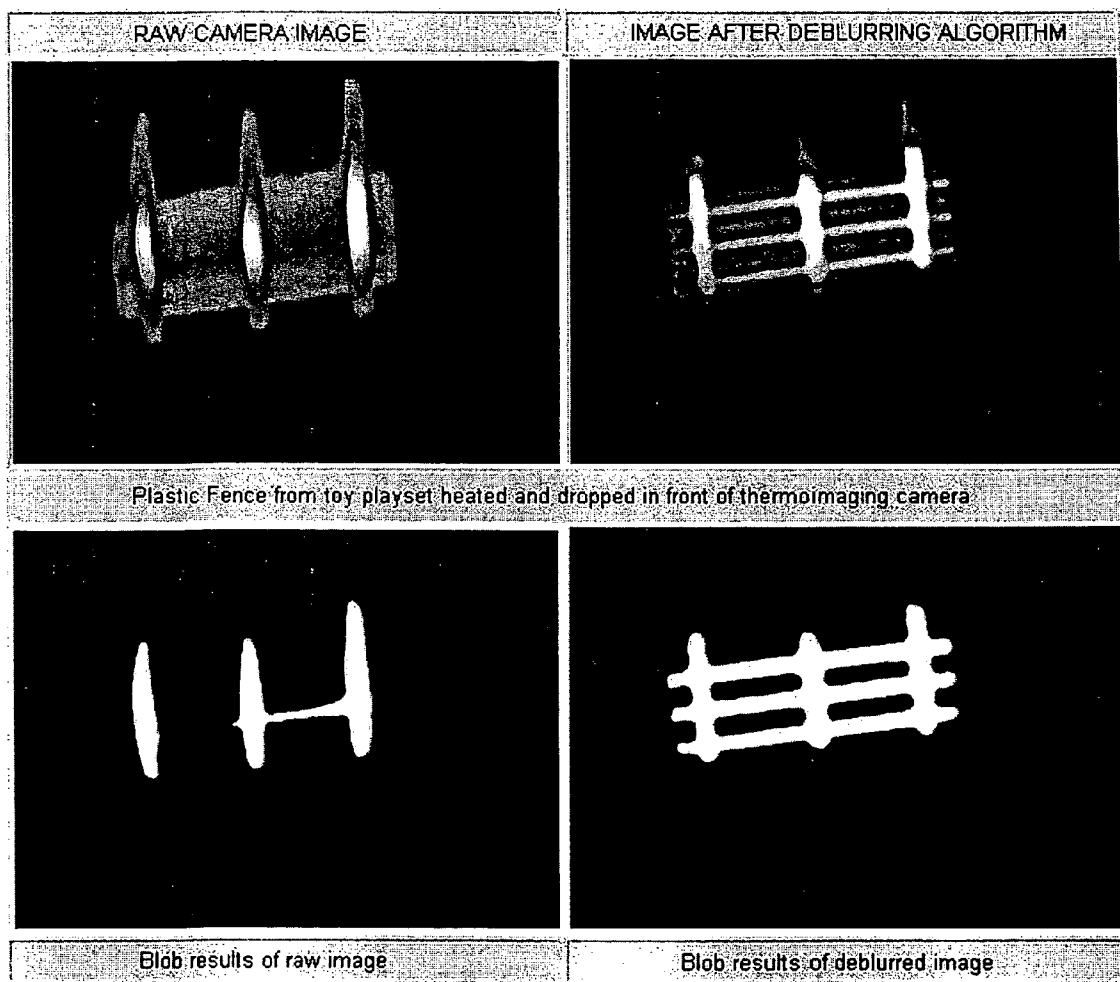 RAW CAMERA IMAGE
IMAGE AFTER DEBLURRING ALGORITHM
Plastic Fence from toy playset heated and dropped in front of thermoimaging camera
Blob results of raw image
Blob results of deblurred image